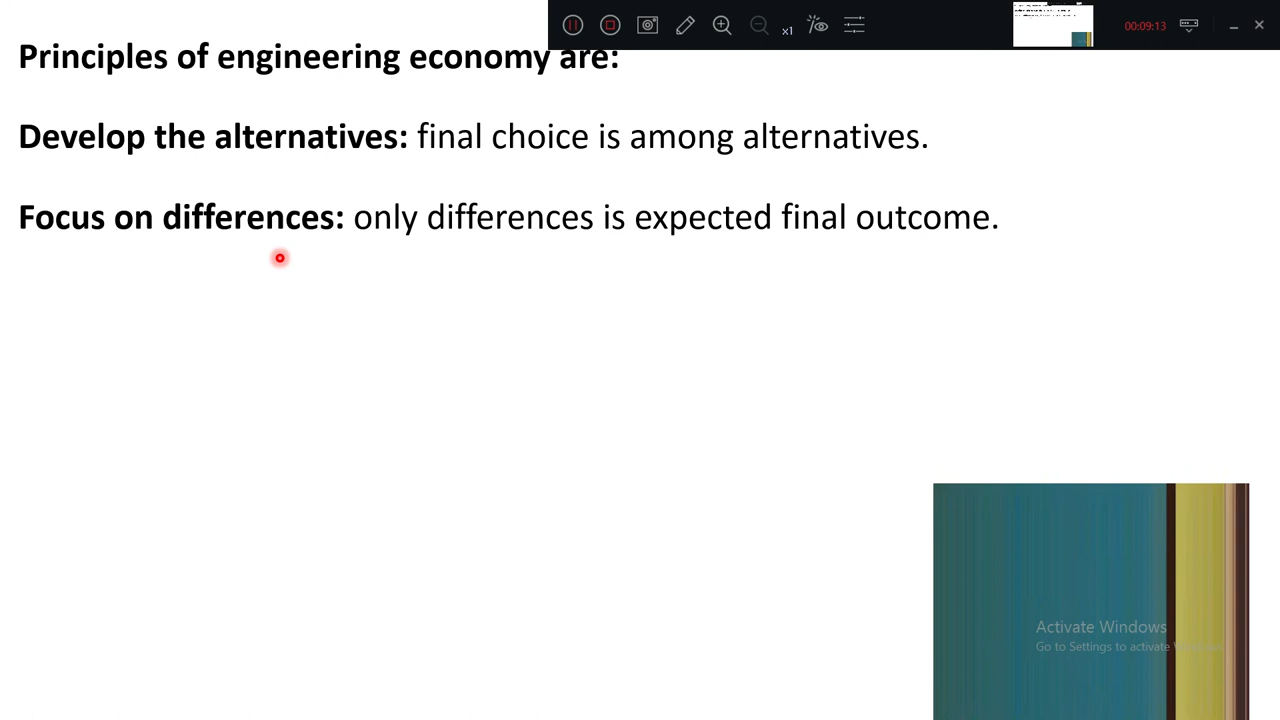 x1
00:09:13
Principles of engineering economy are:
Develop the alternatives: final choice is among alternatives.
Focus on differences: only differences is expected final outcome.
Activate Windows
Go to Settings to activate